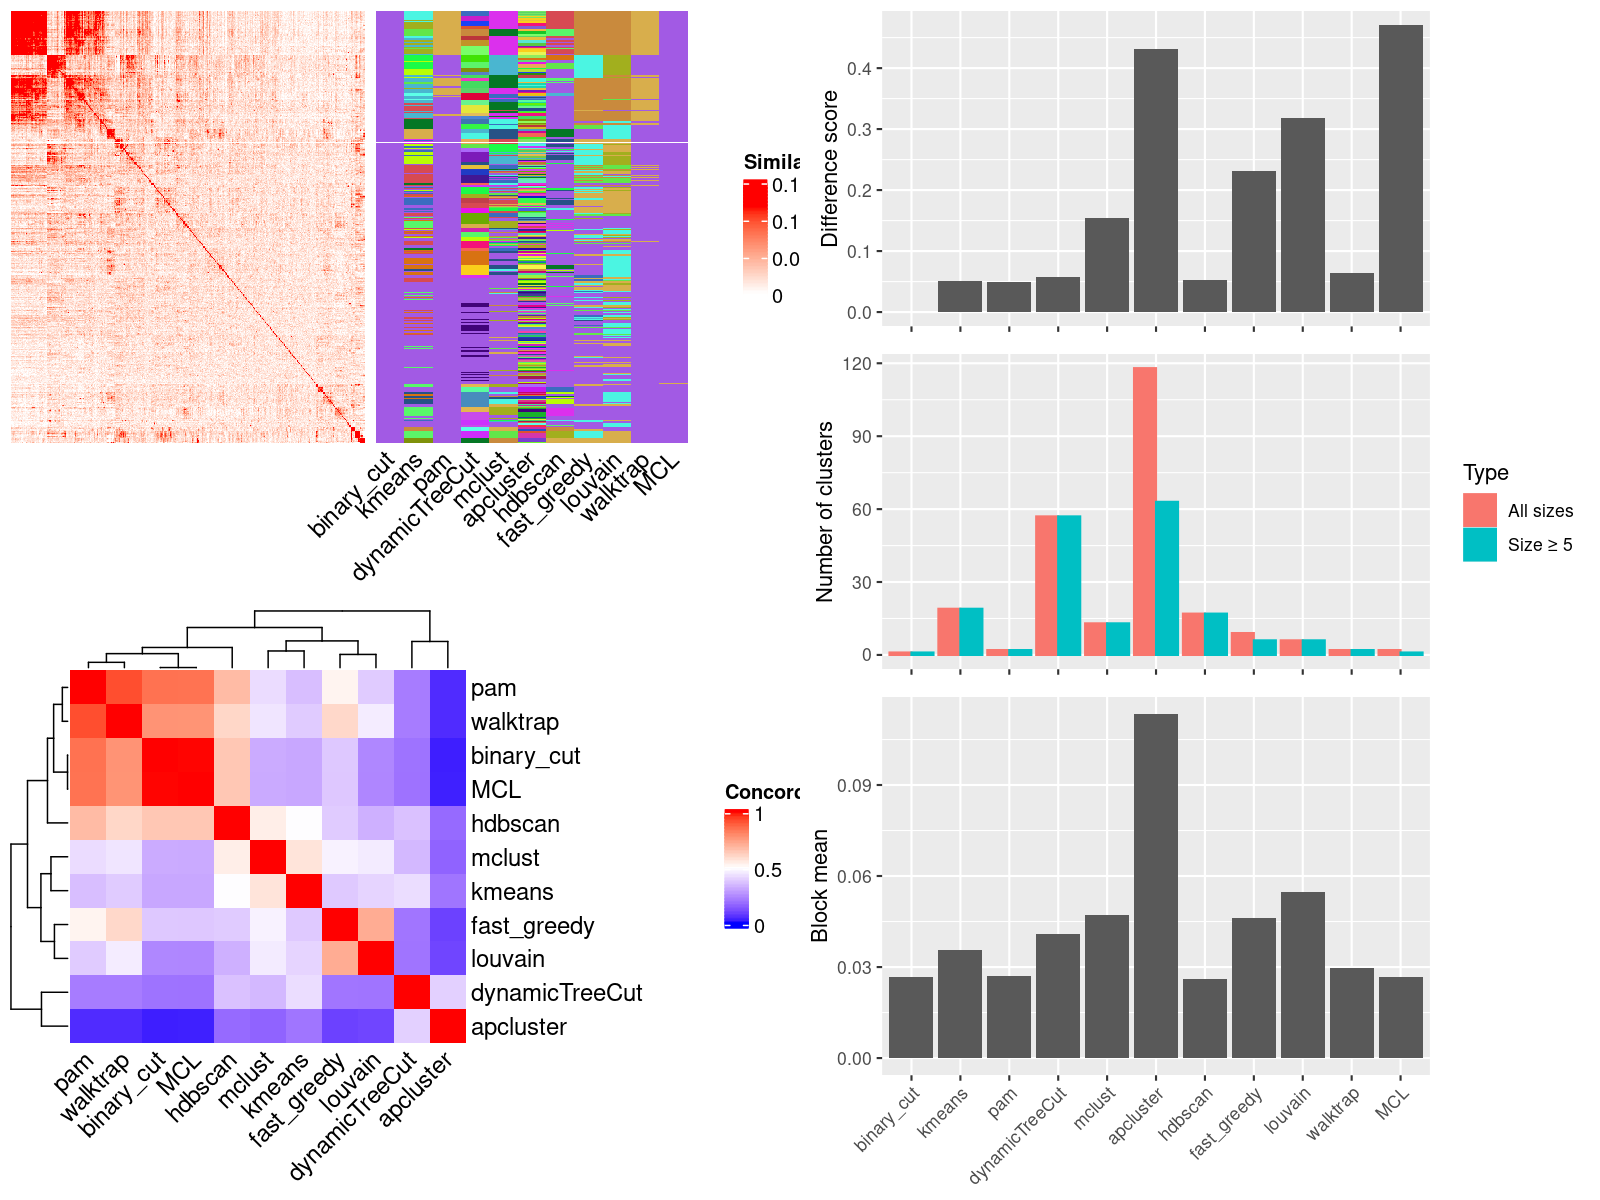 Simila
0.1
0.1
0.0
0
binary_cut
kmeans
pam
dynamicTreeCut
mclust
apcluster
hdbscan
fast_greedy
louvain
walktrap
MCL
pam
walktrap
binary_cut
MCL
hdbscan
mclust
kmeans
fast_greedy
louvain
dynamicTreeCut
apcluster
pam
walktrap
binary_cut
MCL
hdbscan
mclust
kmeans
fast_greedy
louvain
dynamicTreeCut
apcluster
Concord
1
0.5
0
Difference score
0.4
0.3
0.2
0.1
0.0
Number of clusters
120
90
60
30
0
Type
All sizes
Size ≥ 5
Block mean
0.09
0.06
0.03
0.00
binary_cut
kmeans
pam
dynamicTreeCut
mclust
apcluster
hdbscan
fast_greedy
louvain
walktrap
MCL